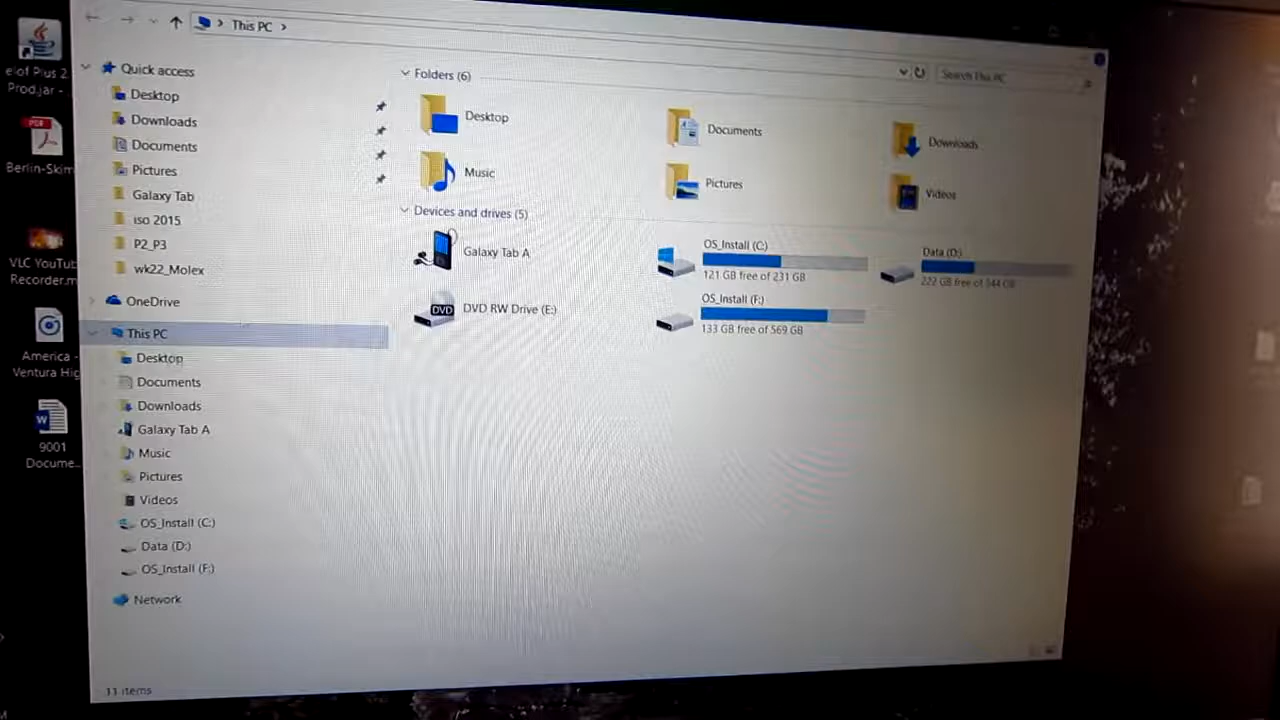 This PC
Search This PC
elof Plus 2
Prod.jar - ..
PDF
Berlin-Skim
VLC YouTub
Recorder.m
America -
Ventura Hig
W
9001
Docume...
Quick access
Desktop
Downloads
Documents
Pictures
Galaxy Tab
iso 2015
P2_P3
wk22_Molex
OneDrive
This PC
Desktop
Documents
Downloads
Galaxy Tab A
Music
Pictures
Videos
OS_Install (C:)
Data (D:)
OS_Install (F:)
Network
11 items
Folders (6)
Desktop
Documents
Downloads
Music
Pictures
Videos
Devices and drives (5)
Galaxy Tab A
OS_Install (C:)
121 GB free of 231 GB
Data (D:)
222 GB free of 344 GB
DVD
DVD RW Drive (E:)
OS_Install (F:)
133 GB free of 569 GB